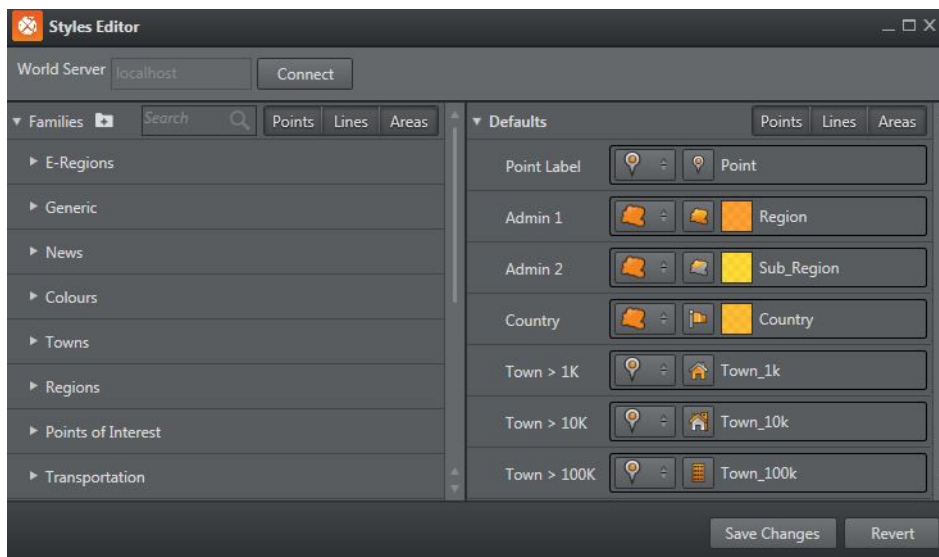 Styles Editor
World Server localhost Connect
Families Search Points Lines Areas
E-Regions
Generic
News
Colours
Towns
Regions
Points of Interest
Transportation
Defaults Points Lines Areas
Point Label Point
Admin 1 Region
Admin 2 Sub_Region
Country Country
Town > 1K Town_1k
Town > 10K Town_10k
Town > 100K Town_100k
Save Changes Revert